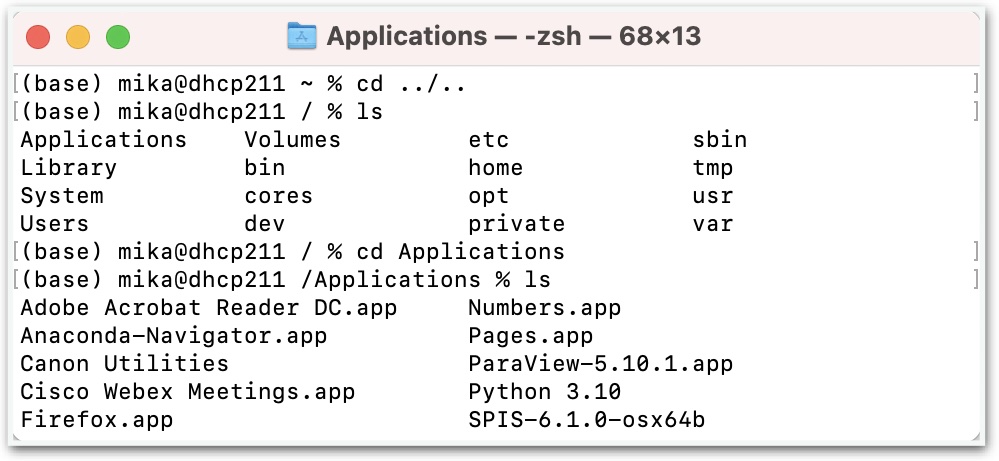 Applications — -zsh — 68×13
[(base) mika@dhcp211 ~ % cd ../.. ]
[(base) mika@dhcp211 / % ls ]
Applications    Volumes         etc             sbin
Library         bin             home            tmp
System          cores           opt             usr
Users           dev             private         var
[(base) mika@dhcp211 / % cd Applications ]
[(base) mika@dhcp211 /Applications % ls ]
Adobe Acrobat Reader DC.app     Numbers.app
Anaconda-Navigator.app          Pages.app
Canon Utilities                 ParaView-5.10.1.app
Cisco Webex Meetings.app        Python 3.10
Firefox.app                     SPIS-6.1.0-osx64b